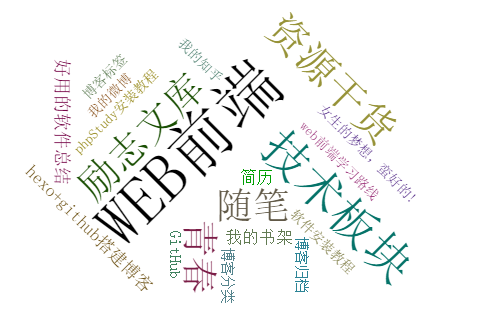 资源干货
我的知乎
博客标签
我的微博
phpStudy安装教程
好用的软件总结
励志文库
WEB前端
女生的梦想，蛮好的!
web前端学习路线
技术板块
简历
随笔
hexo+github搭建博客
软件安装教程
青春
GitHub
我的书架
博客分类
博客归档